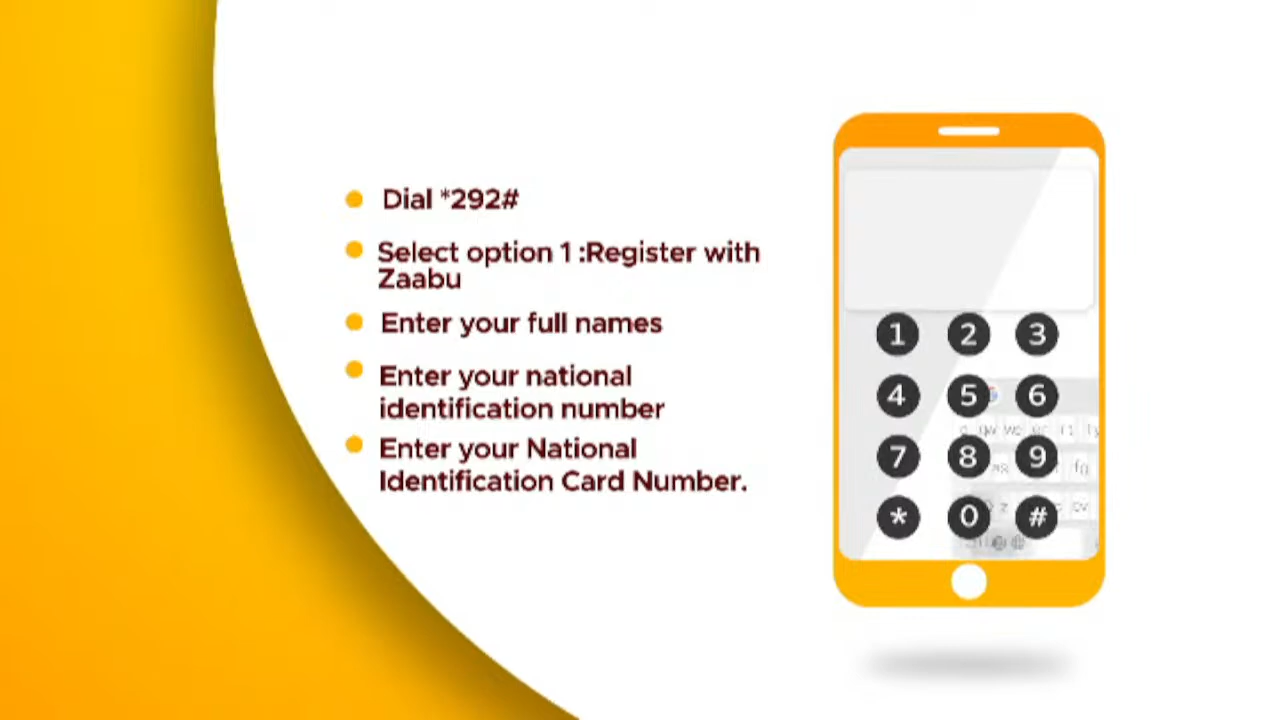 Dial *292#
Select option 1 :Register with
Zaabu
Enter your full names
Enter your national
identification number
Enter your National
Identification Card Number.
1 2 3
4 5 6
7 8 9
* 0 #